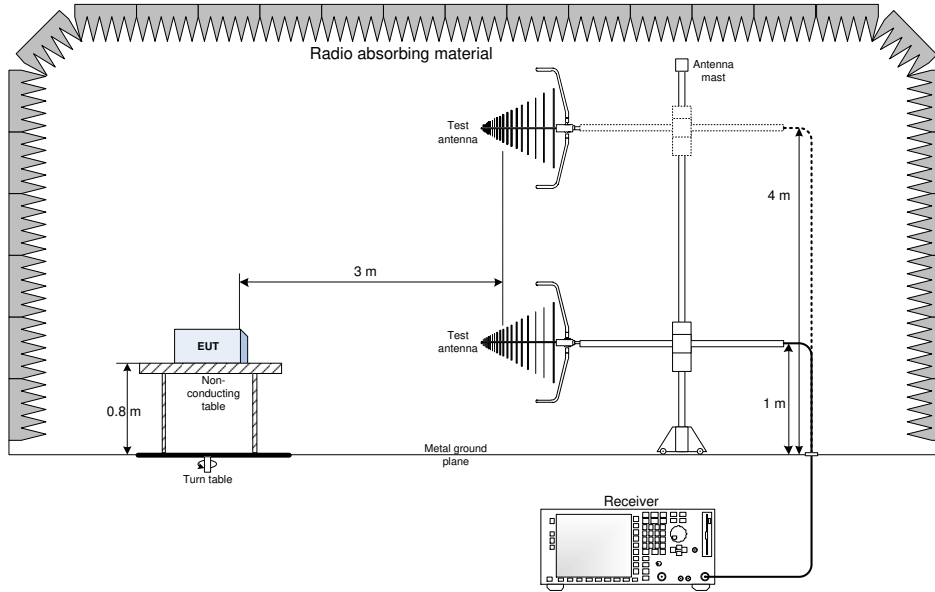 Radio absorbing material
Antenna
mast
Test
antenna
4 m
3 m
Test
antenna
EUT
Non-
conducting
table
0.8 m
1 m
Metal ground
plane
Turn table
Receiver